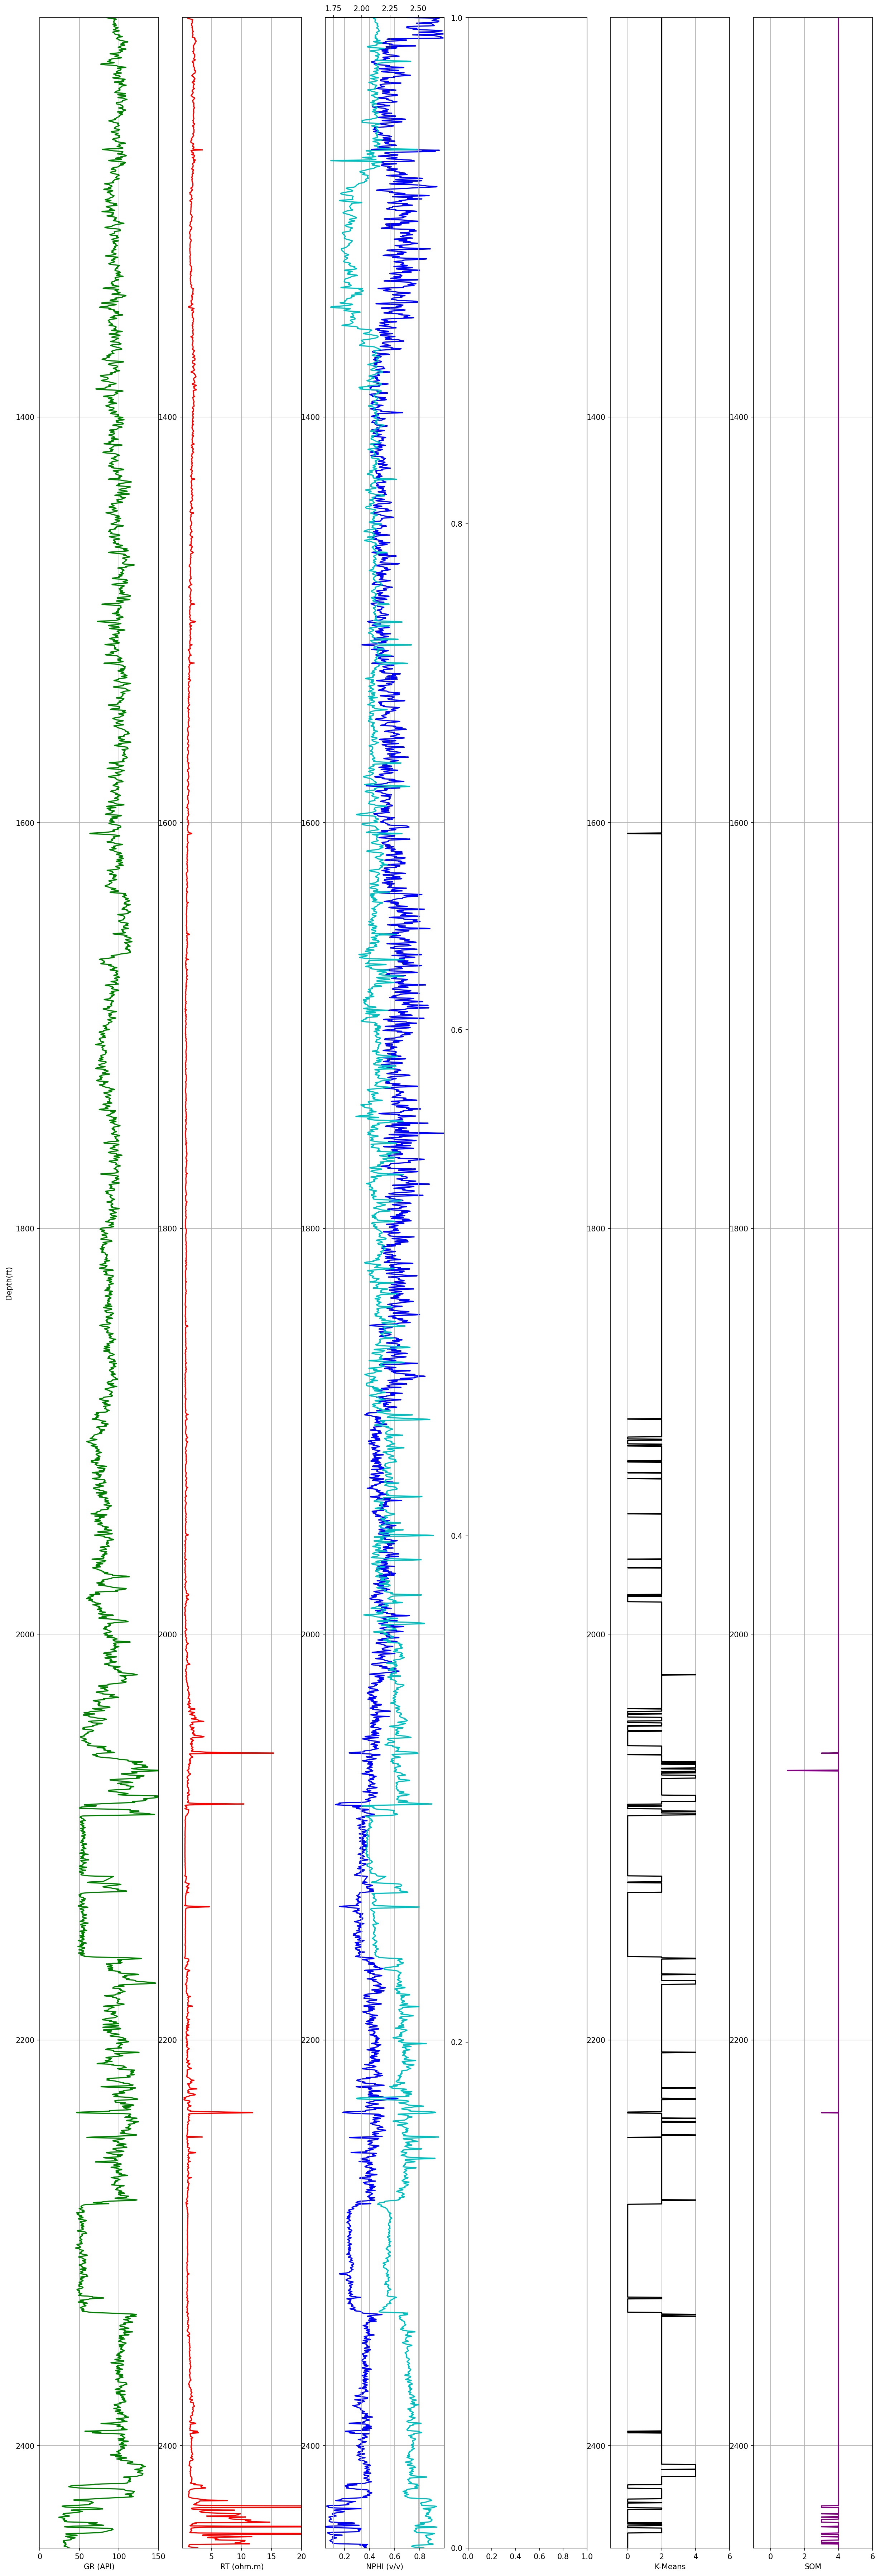 1.75 2.00 2.25 2.50
1.0
1400 1400 1400 1400 1400
0.8
1600 1600 1600 1600 1600
0.6
1800 1800 1800 1800 1800
Depth(ft)
0.4
2000 2000 2000 2000 2000
2200 2200 2200 2200 2200
0.2
2400 2400 2400 2400 2400
0.0
0 50 100 150 5 10 15 20 0.2 0.4 0.6 0.8 0.0 0.2 0.4 0.6 0.8 1.0 0 2 4 6 0 2 4 6
GR (API) RT (ohm.m) NPHI (v/v) K-Means SOM